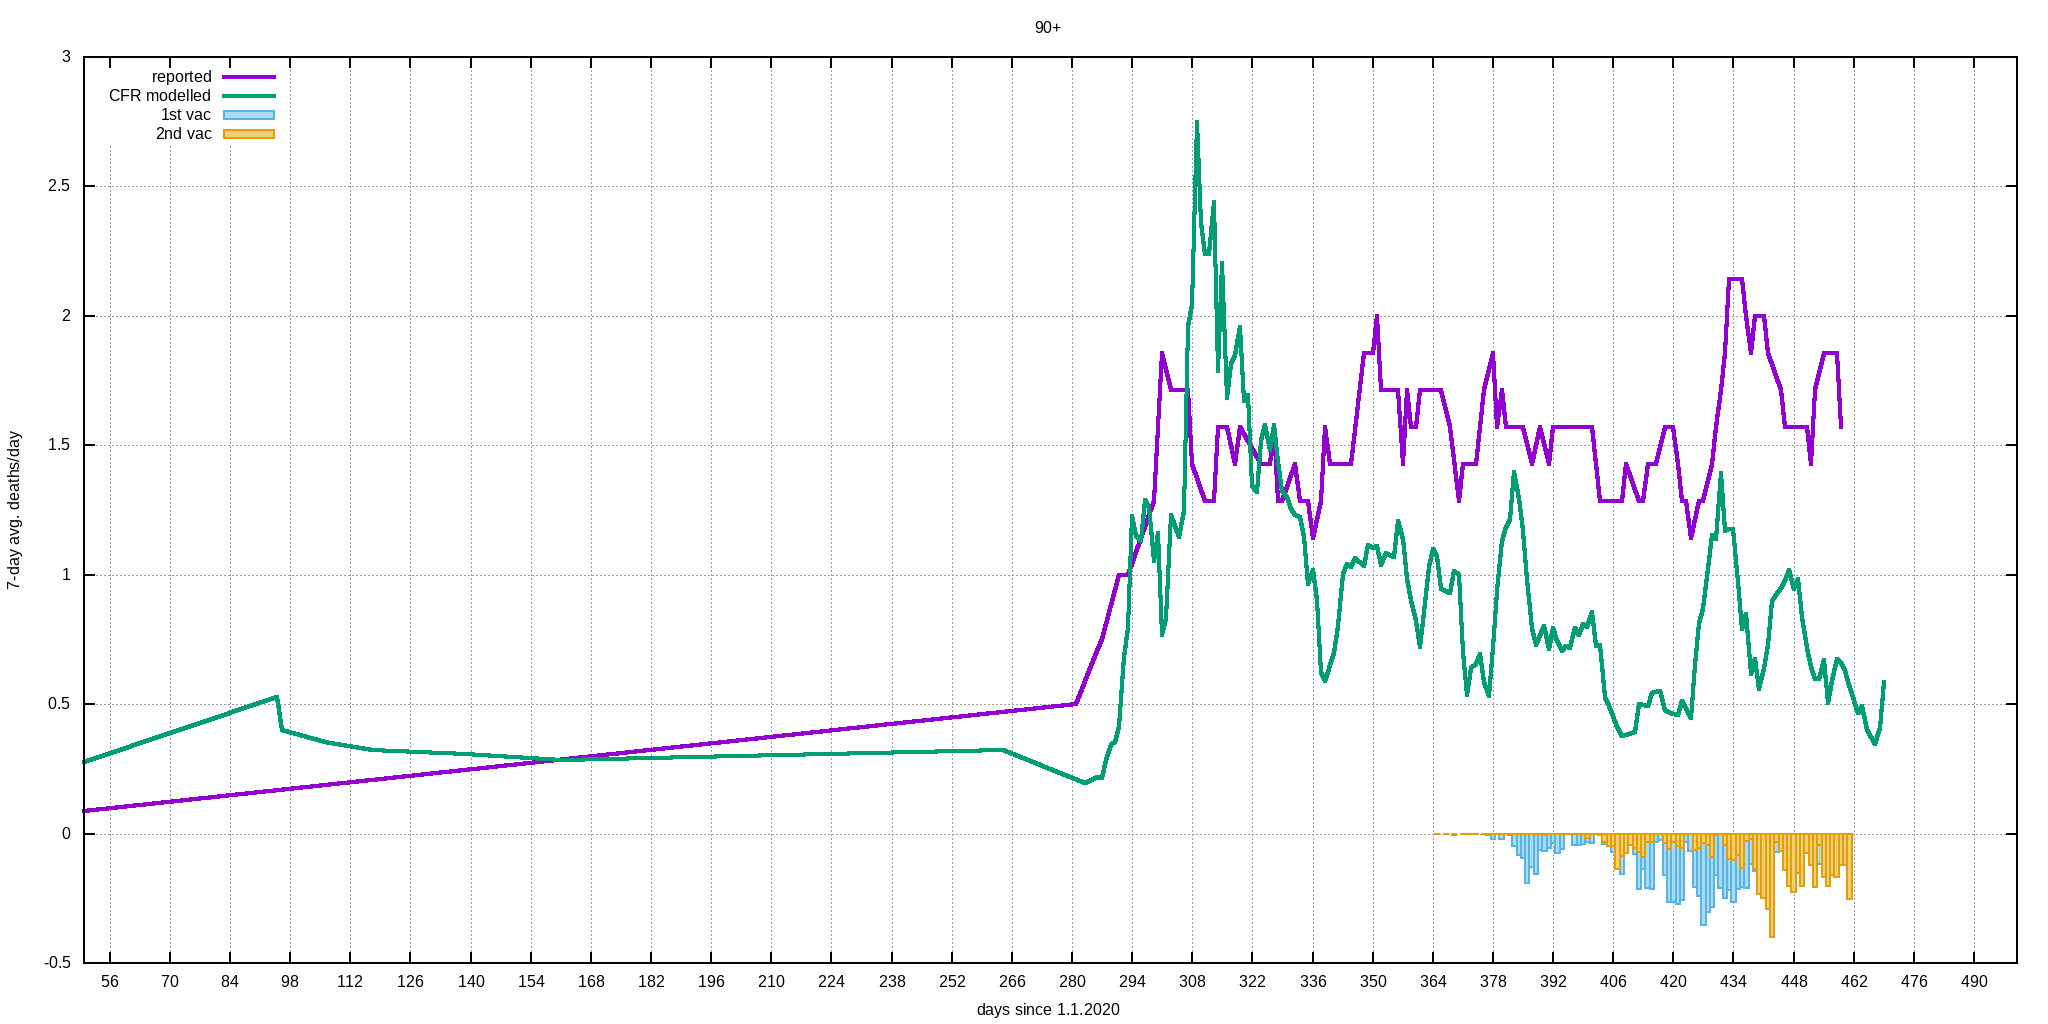 90+
reported
CFR modelled
1st vac
2nd vac
7-day avg. deaths/day
3
2.5
2
1.5
1
0.5
0
-0.5
56 70 84 98 112 126 140 154 168 182 196 210 224 238 252 266 280 294 308 322 336 350 364 378 392 406 420 434 448 462 476 490
days since 1.1.2020